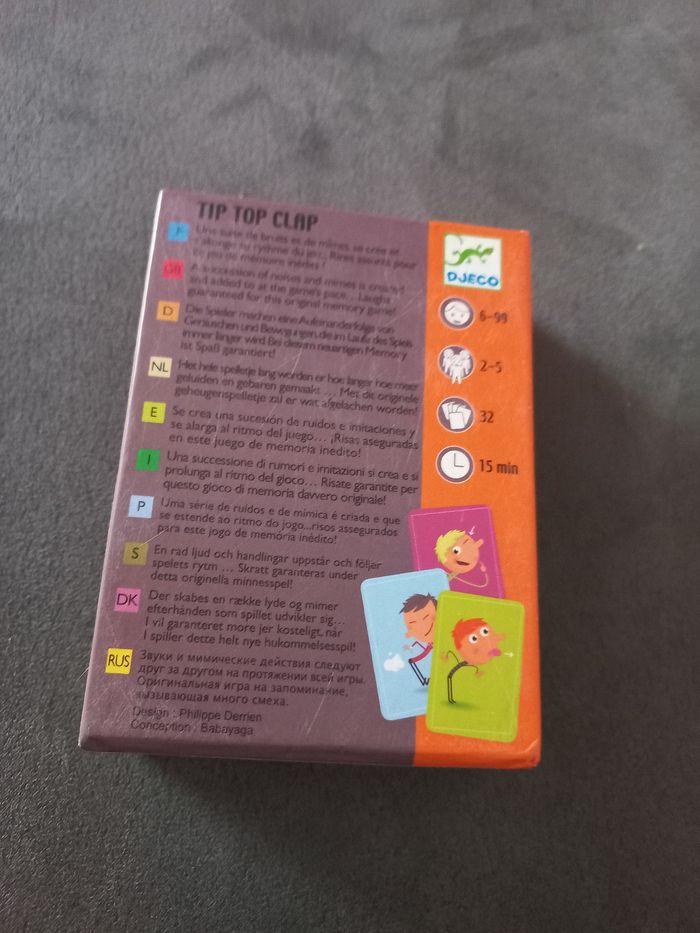 TIP TOP CLAP
F
Une suite de bruits et de mimes se crée et
s'allonge au rythme du jeu... Rires assurés pour
ce jeu de mémoire inédit !
GB
A succession of noises and mimes is created
and added to at the game's pace... Laughs
guaranteed for this original memory game!
D
Die Spieler machen eine Aufeinanderfolge von
Geräuschen und Bewegungen, die im Laufe des Spiels
immer länger wird. Bei diesem neuartigen Memory
ist Spaß garantiert!
NL
Het hele spelletje lang worden er hoe langer hoe meer
geluiden en gebaren gemaakt ... Met dit originele
geheugenspelletje zal er wat afgelachen worden!
E
Se crea una sucesión de ruidos e imitaciones y
se alarga al ritmo del juego... ¡Risas aseguradas
en este juego de memoria inédito!
I
Una successione di rumori e imitazioni si crea e si
prolunga al ritmo del gioco... Risate garantite per
questo gioco di memoria davvero originale!
P
Uma série de ruídos e de mímica é criada e que
se estende ao ritmo do jogo...risos assegurados
para este jogo de memória inédito!
S
En rad ljud och handlingar uppstår och följer
spelets rytm ... Skratt garanteras under
detta originella minnesspel!
DK
Der skabes en række lyde og mimer
efterhånden som spillet udvikler sig...
I vil garanteret more jer kosteligt, når
I spiller dette helt nye hukommelsesspil!
RUS
Звуки и мимические действия следуют
друг за другом на протяжении всей игры.
Оригинальная игра на запоминание,
вызывающая много смеха.
Design : Philippe Derrien
Conception : Babayaga
DJECO
6-99
2-5
32
15 min